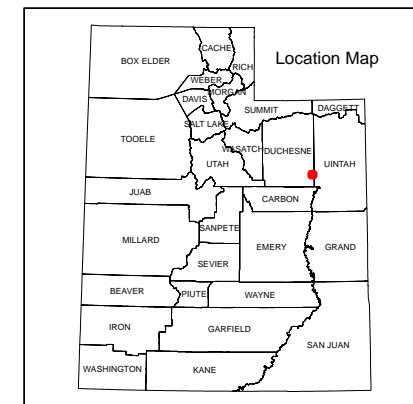 Location Map
CACHE
BOX ELDER
RICH
WEBER
MORGAN
DAVIS
SUMMIT
DAGGETT
SALT LAKE
TOOELE
WASATCH
DUCHESNE
UTAH
UINTAH
JUAB
CARBON
SANPETE
MILLARD
EMERY
GRAND
SEVIER
BEAVER
PIUTE
WAYNE
IRON
GARFIELD
SAN JUAN
WASHINGTON
KANE